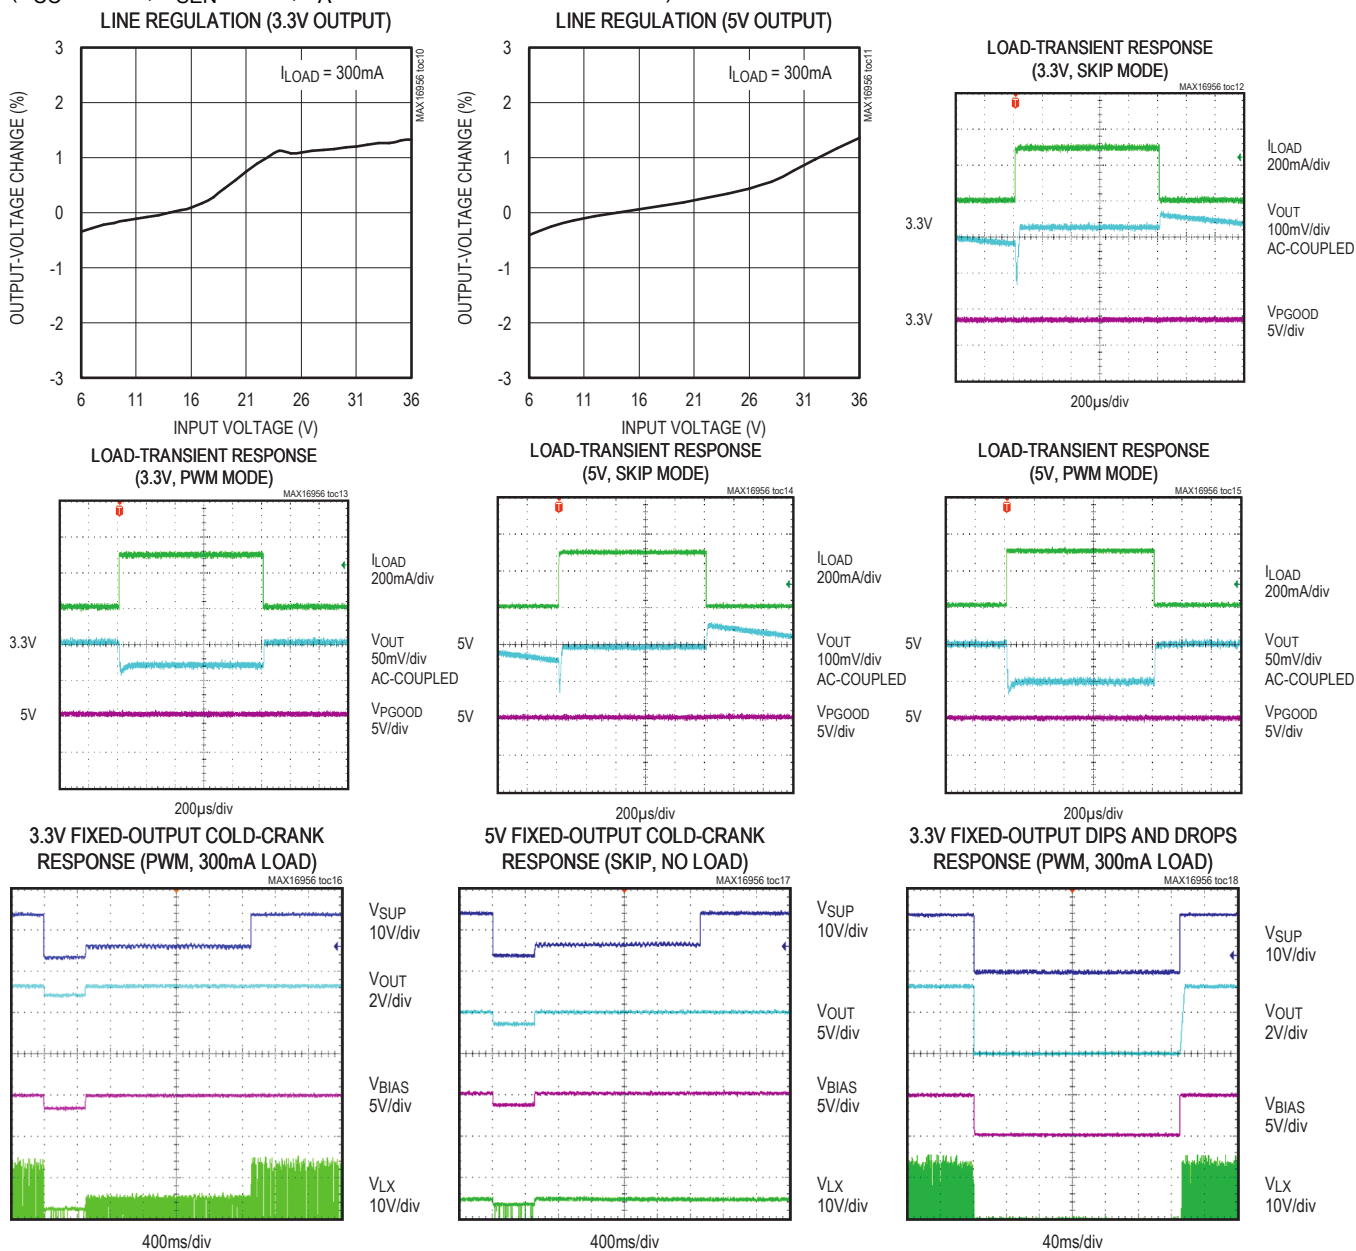 LINE REGULATION (3.3V OUTPUT)
3
2
1
0
-1
-2
-3
OUTPUT-VOLTAGE CHANGE (%)
ILOAD = 300mA
MAX16956 toc10
6 11 16 21 26 31 36
INPUT VOLTAGE (V)
LINE REGULATION (5V OUTPUT)
3
2
1
0
-1
-2
-3
OUTPUT-VOLTAGE CHANGE (%)
ILOAD = 300mA
MAX16956 toc11
6 11 16 21 26 31 36
INPUT VOLTAGE (V)
LOAD-TRANSIENT RESPONSE
(3.3V, SKIP MODE)
MAX16956 toc12
T
ILOAD
200mA/div
3.3V
VOUT
100mV/div
AC-COUPLED
3.3V
VPGOOD
5V/div
200µs/div
LOAD-TRANSIENT RESPONSE
(3.3V, PWM MODE)
MAX16956 toc13
T
ILOAD
200mA/div
3.3V
VOUT
50mV/div
AC-COUPLED
5V
VPGOOD
5V/div
200µs/div
LOAD-TRANSIENT RESPONSE
(5V, SKIP MODE)
MAX16956 toc14
T
ILOAD
200mA/div
5V
VOUT
100mV/div
AC-COUPLED
5V
VPGOOD
5V/div
200µs/div
LOAD-TRANSIENT RESPONSE
(5V, PWM MODE)
MAX16956 toc15
T
ILOAD
200mA/div
5V
VOUT
50mV/div
AC-COUPLED
5V
VPGOOD
5V/div
200µs/div
3.3V FIXED-OUTPUT COLD-CRANK
RESPONSE (PWM, 300mA LOAD)
MAX16956 toc16
VSUP
10V/div
VOUT
2V/div
VBIAS
5V/div
VLX
10V/div
400ms/div
5V FIXED-OUTPUT COLD-CRANK
RESPONSE (SKIP, NO LOAD)
MAX16956 toc17
VSUP
10V/div
VOUT
5V/div
VBIAS
5V/div
VLX
10V/div
400ms/div
3.3V FIXED-OUTPUT DIPS AND DROPS
RESPONSE (PWM, 300mA LOAD)
MAX16956 toc18
VSUP
10V/div
VOUT
2V/div
VBIAS
5V/div
VLX
10V/div
40ms/div